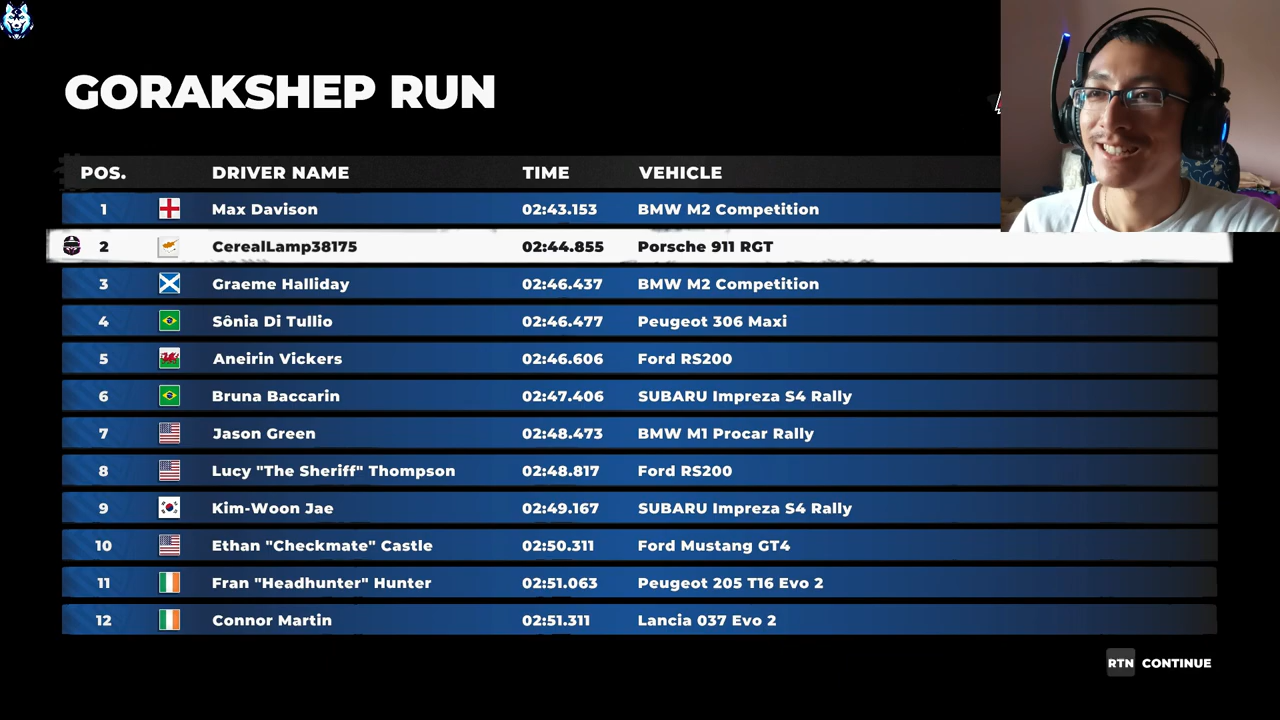 GORAKSHEP RUN
POS. DRIVER NAME TIME VEHICLE
1 Max Davison 02:43.153 BMW M2 Competition
2 CerealLamp38175 02:44.855 Porsche 911 RGT
3 Graeme Halliday 02:46.437 BMW M2 Competition
4 Sônia Di Tullio 02:46.477 Peugeot 306 Maxi
5 Aneirin Vickers 02:46.606 Ford RS200
6 Bruna Baccarin 02:47.406 SUBARU Impreza S4 Rally
7 Jason Green 02:48.473 BMW M1 Procar Rally
8 Lucy "The Sheriff" Thompson 02:48.817 Ford RS200
9 Kim-Woon Jae 02:49.167 SUBARU Impreza S4 Rally
10 Ethan "Checkmate" Castle 02:50.311 Ford Mustang GT4
11 Fran "Headhunter" Hunter 02:51.063 Peugeot 205 T16 Evo 2
12 Connor Martin 02:51.311 Lancia 037 Evo 2
RTN CONTINUE